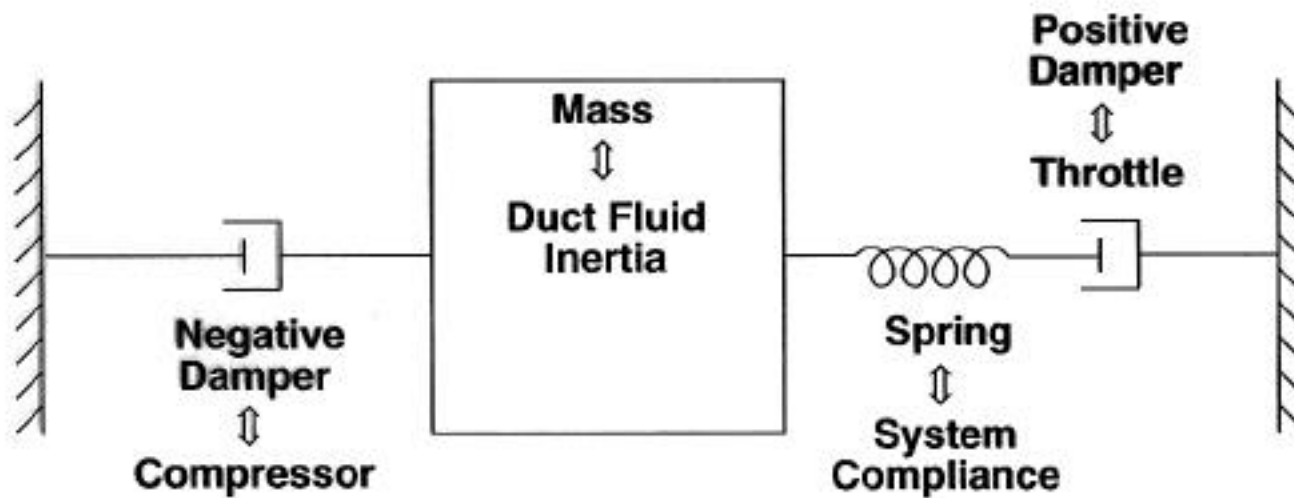 Positive
Damper
⇕
Throttle
Mass
⇕
Duct Fluid
Inertia
Negative
Damper
⇕
Compressor
Spring
⇕
System
Compliance